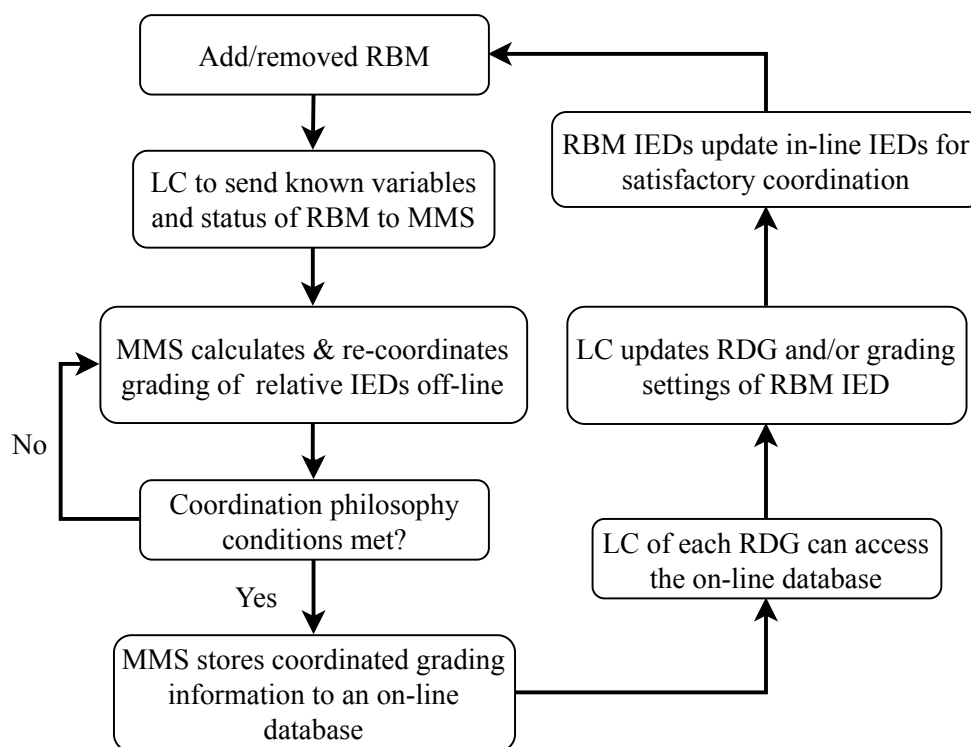 Add/removed RBM
LC to send known variables
and status of RBM to MMS
MMS calculates & re-coordinates
grading of relative IEDs off-line
No
Coordination philosophy
conditions met?
Yes
MMS stores coordinated grading
information to an on-line
database
LC of each RDG can access
the on-line database
LC updates RDG and/or grading
settings of RBM IED
RBM IEDs update in-line IEDs for
satisfactory coordination